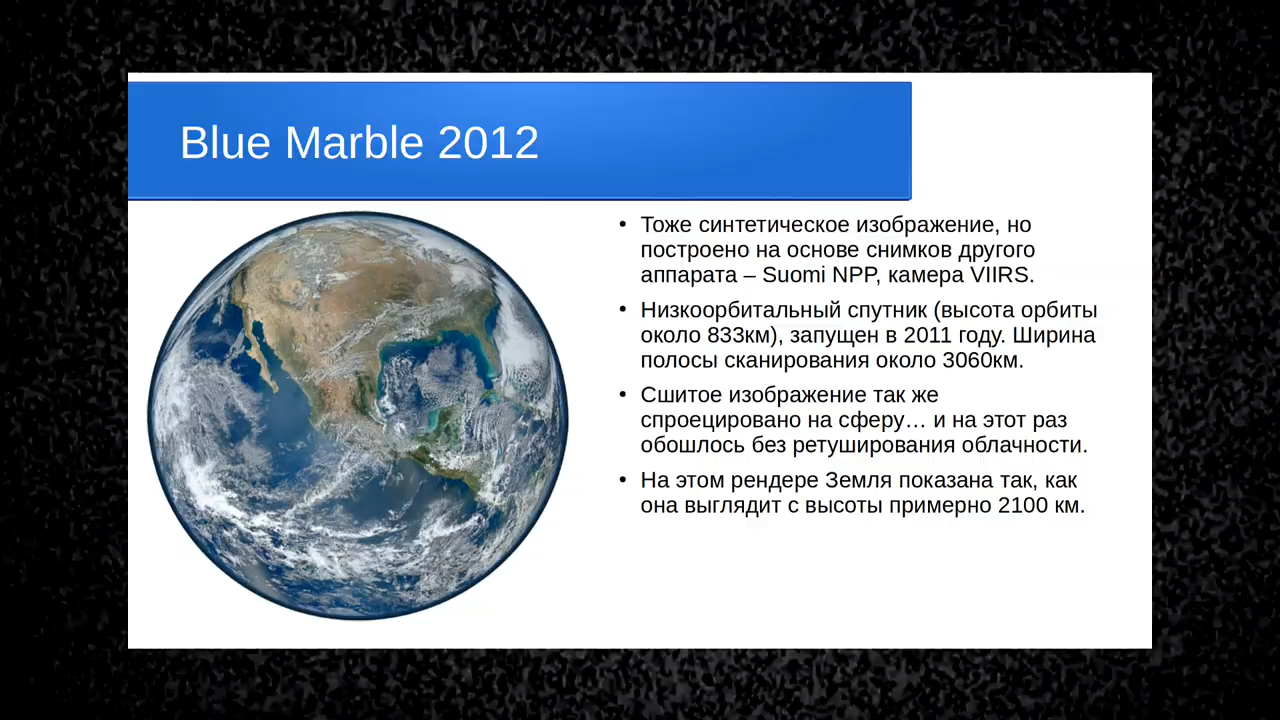 Blue Marble 2012
• Тоже синтетическое изображение, но
построено на основе снимков другого
аппарата – Suomi NPP, камера VIIRS.
• Низкоорбитальный спутник (высота орбиты
около 833км), запущен в 2011 году. Ширина
полосы сканирования около 3060км.
• Сшитое изображение так же
спроецировано на сферу… и на этот раз
обошлось без ретуширования облачности.
• На этом рендере Земля показана так, как
она выглядит с высоты примерно 2100 км.